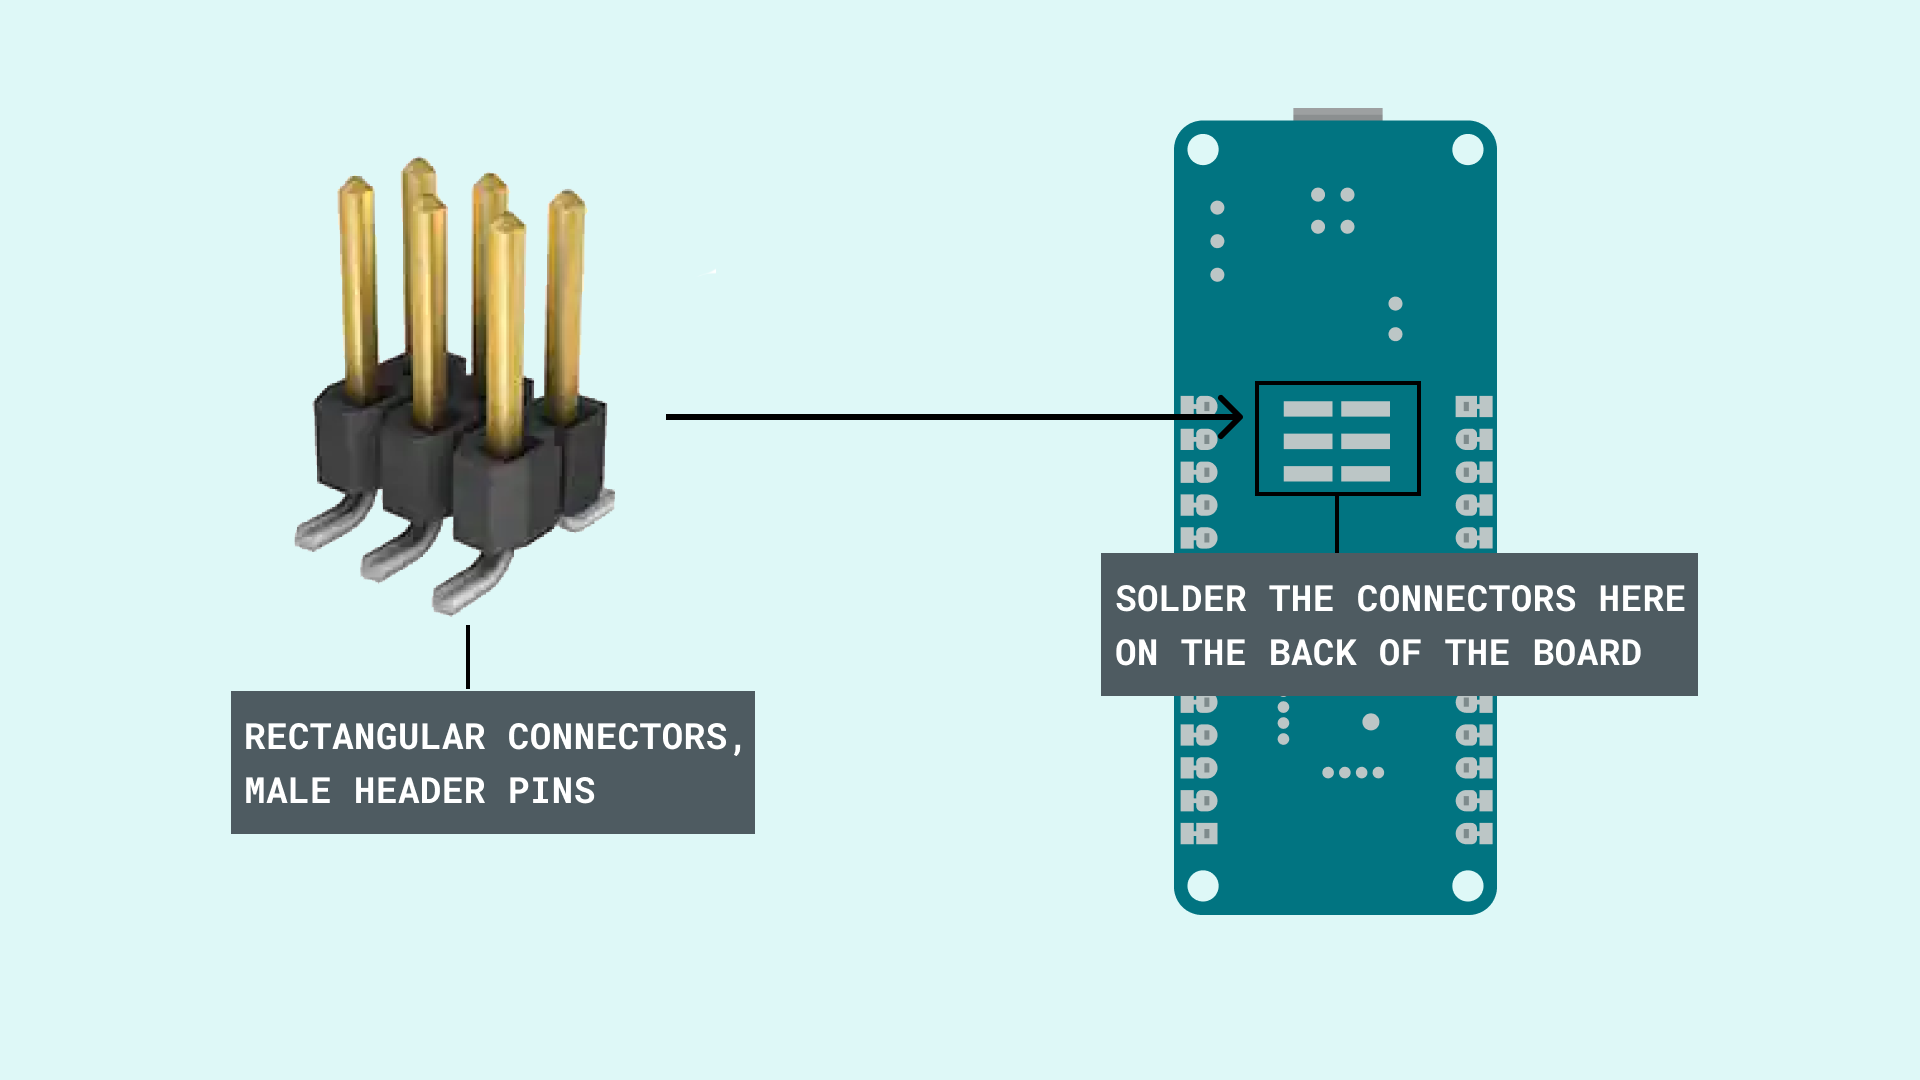 SOLDER THE CONNECTORS HERE
ON THE BACK OF THE BOARD
RECTANGULAR CONNECTORS,
MALE HEADER PINS